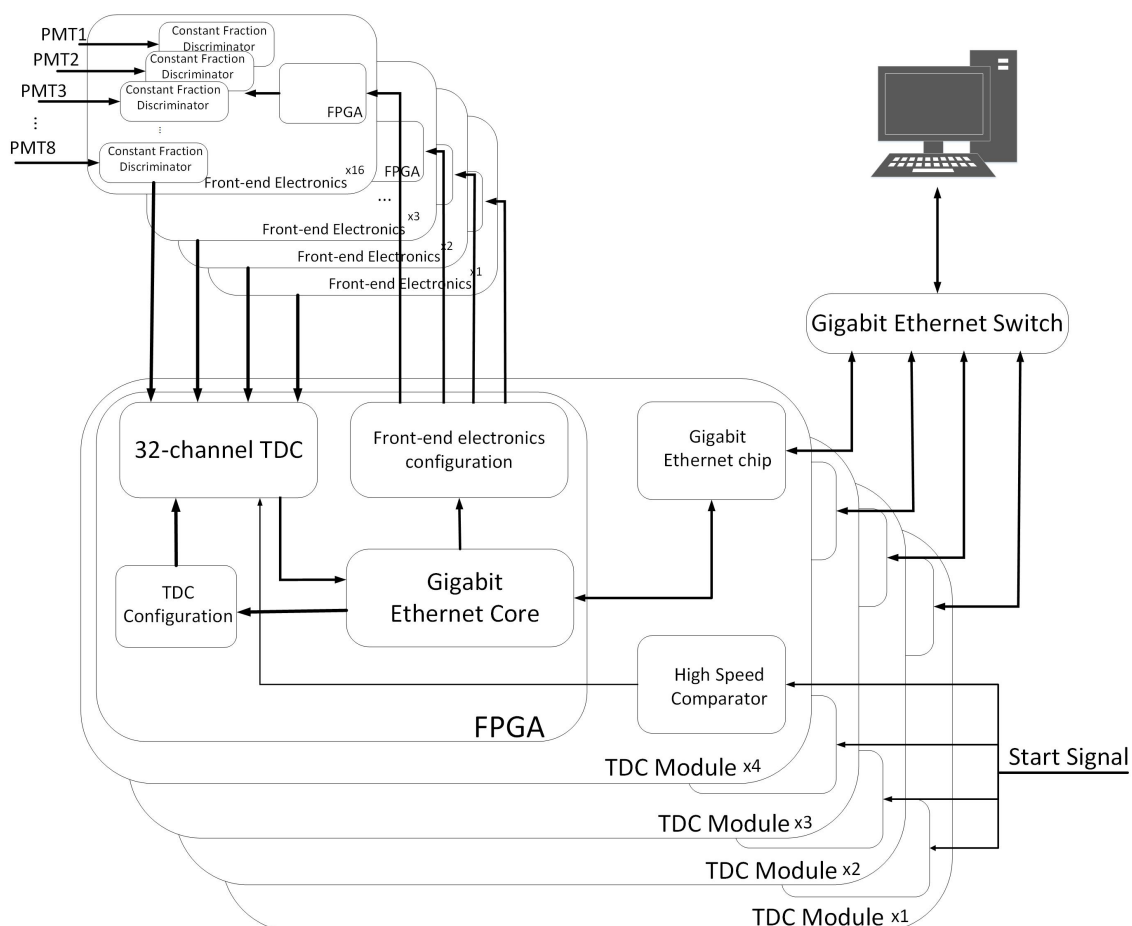 PMT1
Constant Fraction
Discriminator
PMT2
Constant Fraction
Discriminator
PMT3
Constant Fraction
Discriminator
⋮
...
FPGA
PMT8
Constant Fraction
Discriminator
Front-end Electronics x16
FPGA
...
Front-end Electronics x3
Front-end Electronics x2
Front-end Electronics x1
Gigabit Ethernet Switch
32-channel TDC
Front-end electronics
configuration
Gigabit
Ethernet chip
TDC
Configuration
Gigabit
Ethernet Core
High Speed
Comparator
FPGA
TDC Module x4
Start Signal
TDC Module x3
TDC Module x2
TDC Module x1